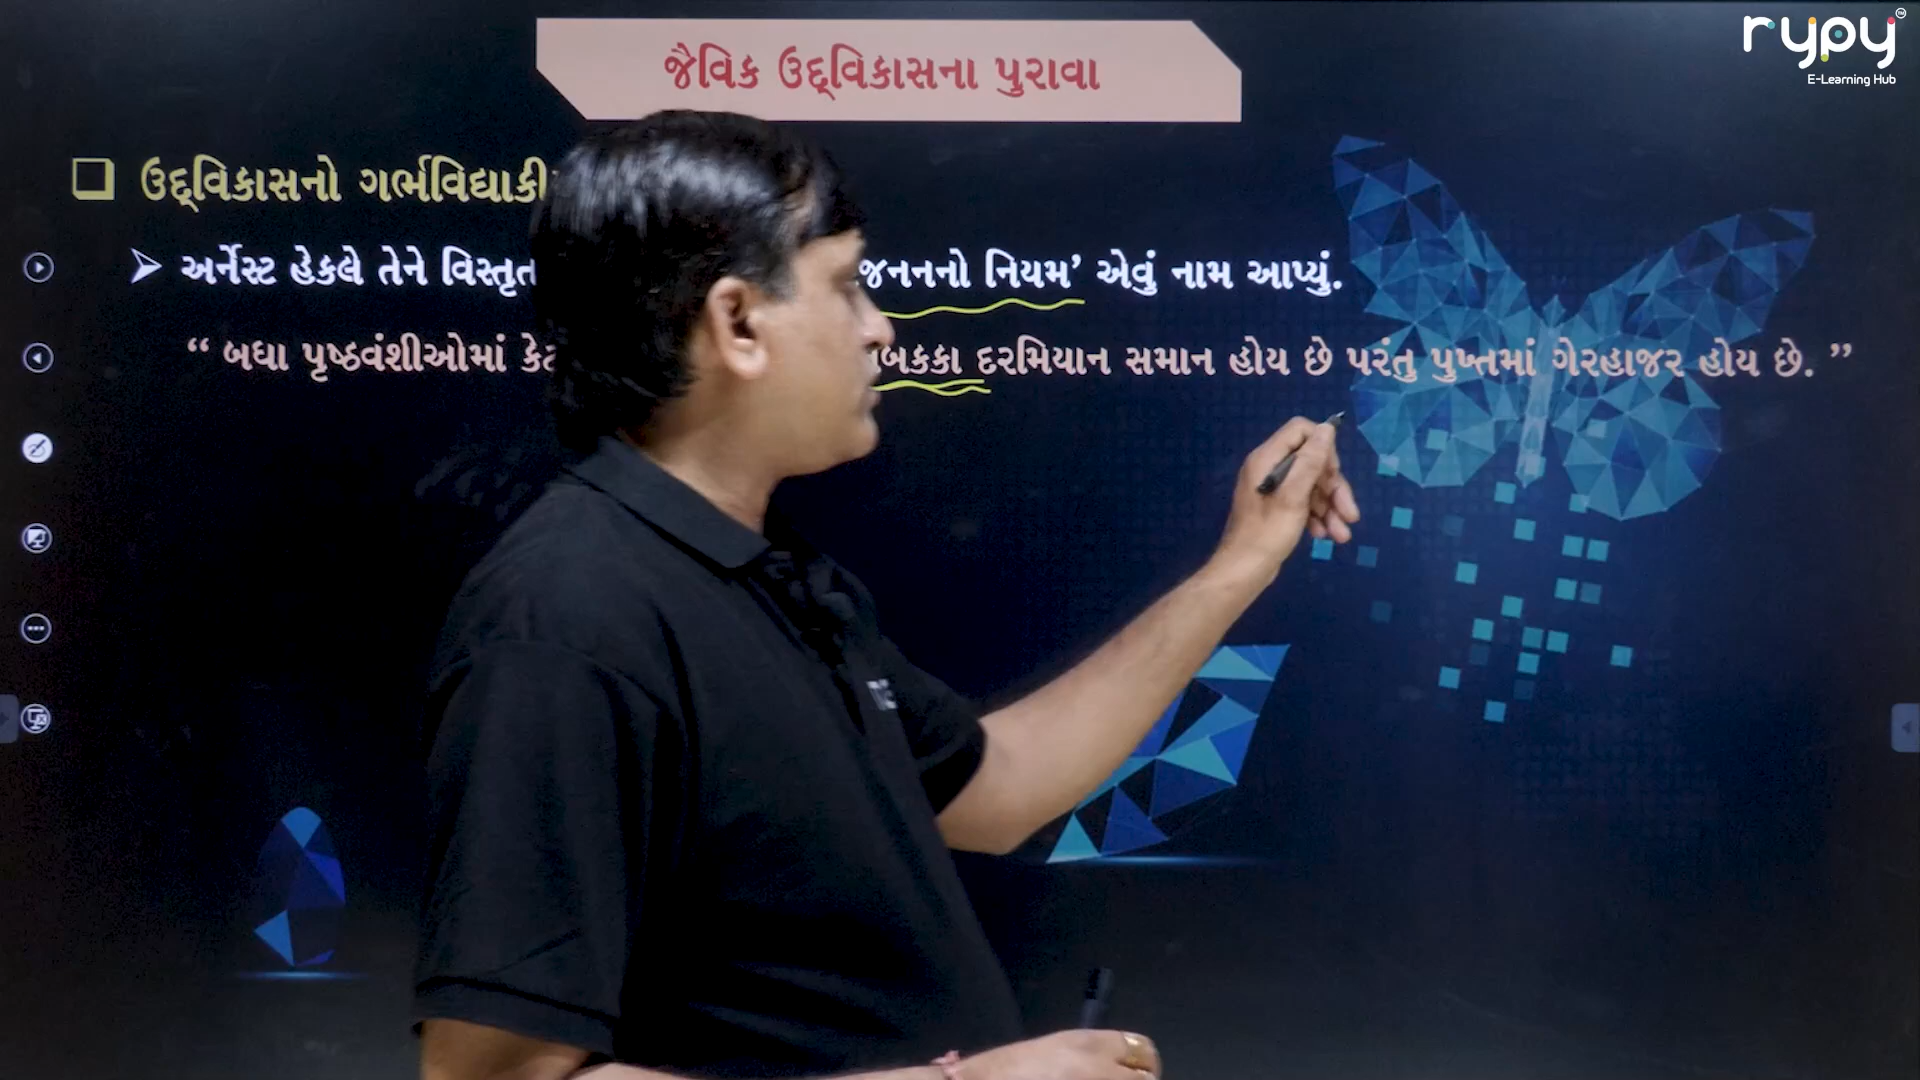 rypy
TM
E-Learning Hub
જૈવિક ઉદ્‌વિકાસના પુરાવા
ઉદ્‌વિકાસનો ગર્ભવિદ્યાકી
અર્નેસ્ટ હેકલે તેને વિસ્તૃત જનનનો નિયમ’ એવું નામ આપ્યું.
“ બધા પૃષ્ઠવંશીઓમાં દરમિયાન સમાન હોય છે પરંતુ પુખ્તમાં ગેરહાજર હોય છે. ”